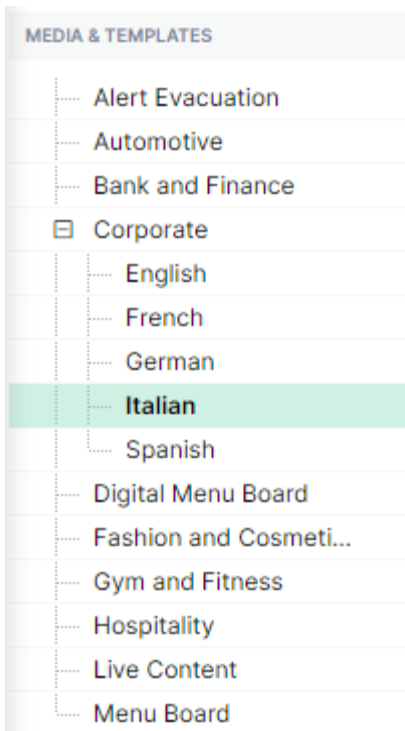 MEDIA & TEMPLATES
Alert Evacuation
Automotive
Bank and Finance
Corporate
English
French
German
Italian
Spanish
Digital Menu Board
Fashion and Cosmeti...
Gym and Fitness
Hospitality
Live Content
Menu Board